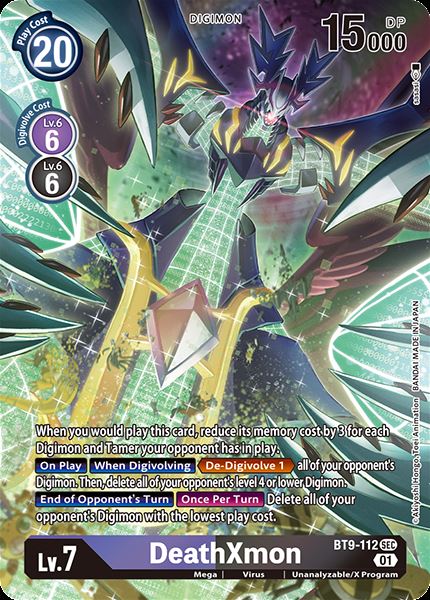 Play Cost
20
DIGIMON
15000 DP
sasasi
Digivolve Cost
Lv.6
6
Lv.6
6
When you would play this card, reduce its memory cost by 3 for each
Digimon and Tamer your opponent has in play.
On Play When Digivolving De-Digivolve 1 all of your opponent's
Digimon. Then, delete all of your opponent's level 4 or lower Digimon.
End of Opponent's Turn Once Per Turn Delete all of your
opponent's Digimon with the lowest play cost.
©Akiyoshi Hongo,Toei Animation BANDAI MADE IN JAPAN
BT9-112 SEC
Lv.7 DeathXmon 01
Mega | Virus | Unanalyzable/X Program